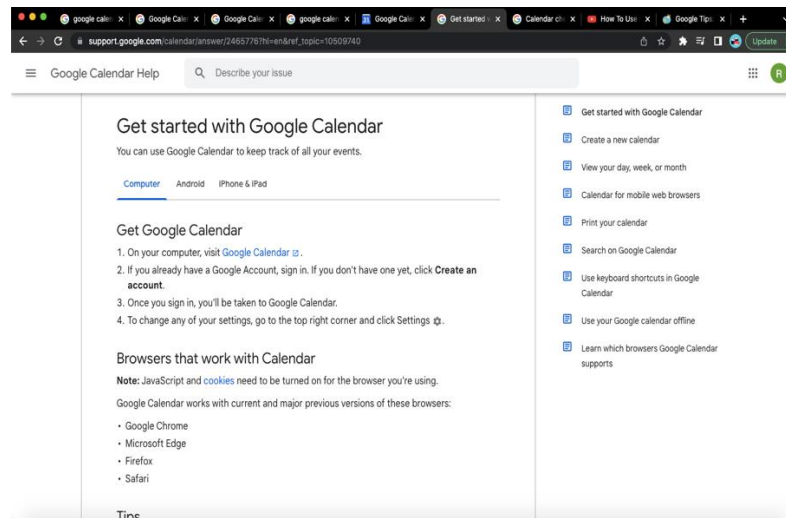 google calen
Google Cale
Google Cale
google calen
Google Cale
Get started w
Calendar ch
How To Use
Google Tips
support.google.com/calendar/answer/2465776?hl=en&ref_topic=10509740
Update
Google Calendar Help
Describe your issue
R
Get started with Google Calendar
You can use Google Calendar to keep track of all your events.
Computer Android iPhone & iPad
Get Google Calendar
1. On your computer, visit Google Calendar.
2. If you already have a Google Account, sign in. If you don't have one yet, click Create an
account.
3. Once you sign in, you'll be taken to Google Calendar.
4. To change any of your settings, go to the top right corner and click Settings.
Browsers that work with Calendar
Note: JavaScript and cookies need to be turned on for the browser you're using.
Google Calendar works with current and major previous versions of these browsers:
• Google Chrome
• Microsoft Edge
• Firefox
• Safari
Tips
Get started with Google Calendar
Create a new calendar
View your day, week, or month
Calendar for mobile web browsers
Print your calendar
Search on Google Calendar
Use keyboard shortcuts in Google
Calendar
Use your Google calendar offline
Learn which browsers Google Calendar
supports